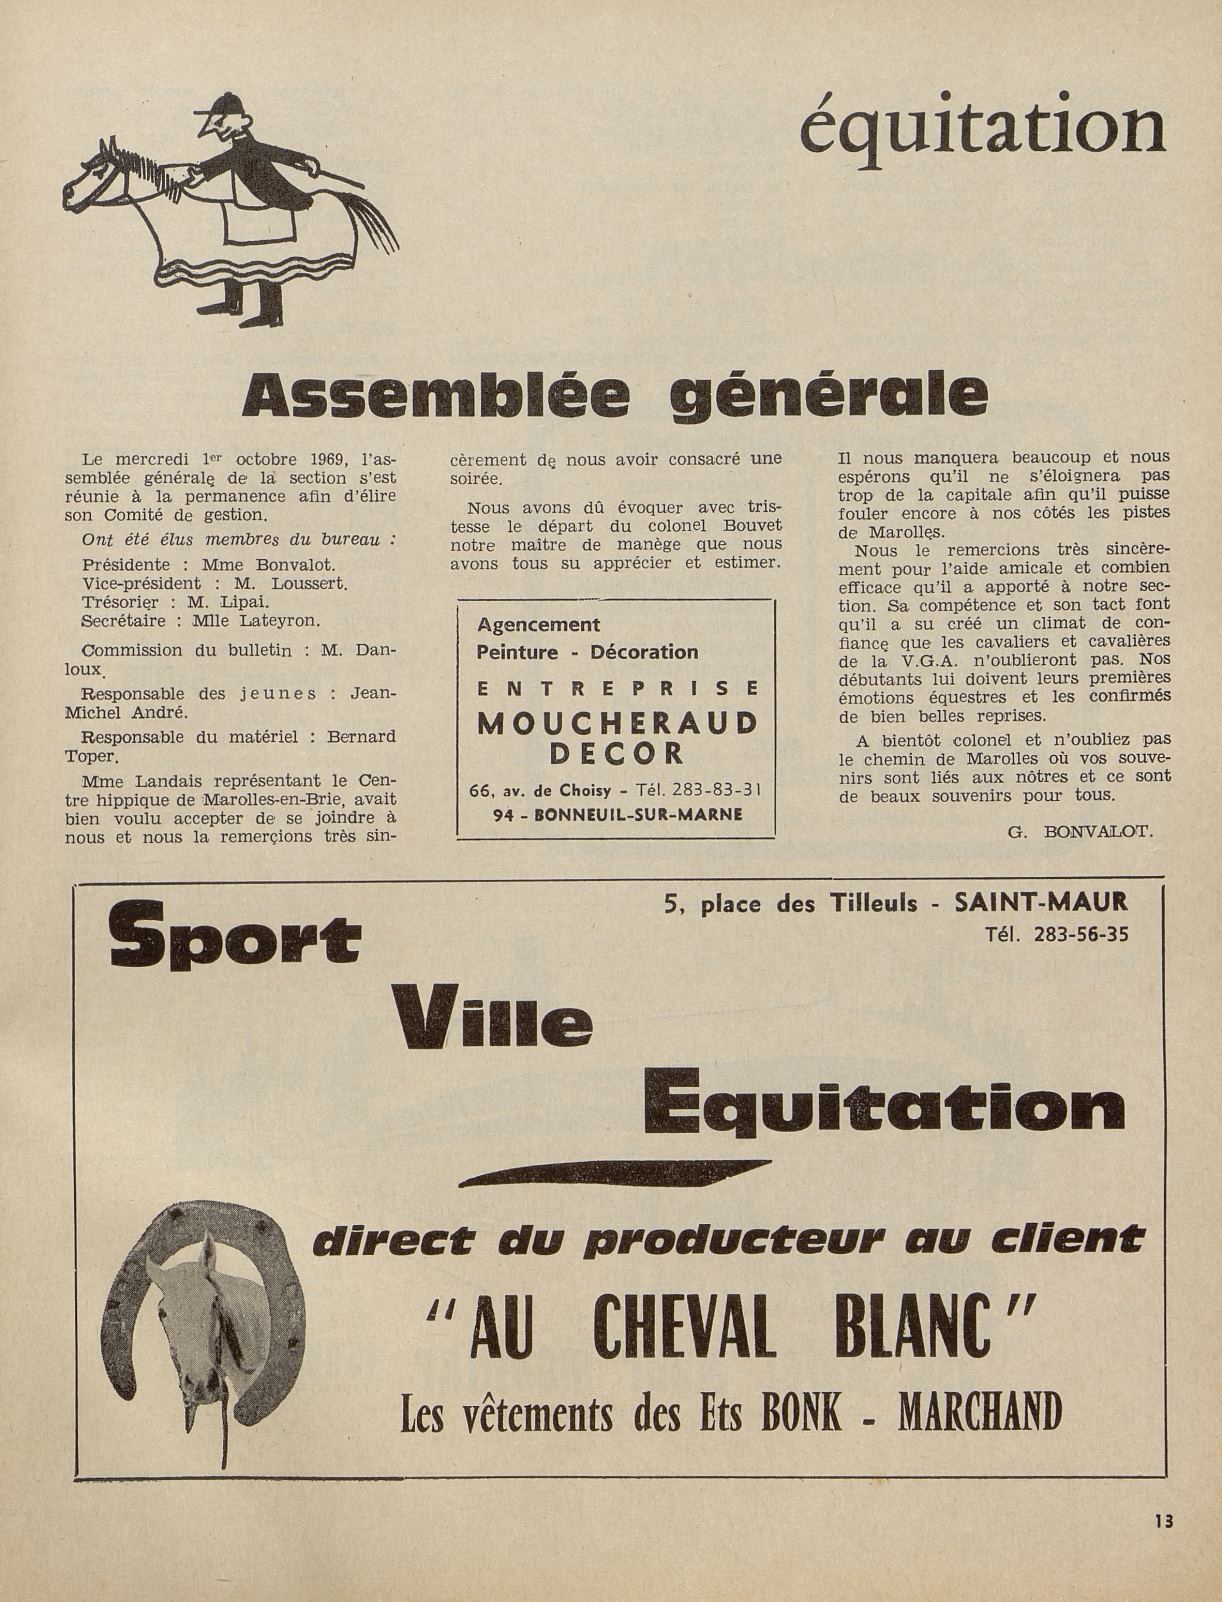 équitation
Assemblée générale
Le mercredi 1er octobre 1969, l'as-
semblée générale de la section s'est
réunie à la permanence afin d'élire
son Comité de gestion.
Ont été élus membres du bureau :
Présidente : Mme Bonvalot.
Vice-président : M. Loussert.
Trésorier : M. Lipai.
Secrétaire : Mlle Lateyron.
Commission du bulletin : M. Dan-
loux.
Responsable des jeunes : Jean-
Michel André.
Responsable du matériel : Bernard
Toper.
Mme Landais représentant le Cen-
tre hippique de Marolles-en-Brie, avait
bien voulu accepter de se joindre à
nous et nous la remerçions très sin-
cèrement de nous avoir consacré une
soirée.
Nous avons dû évoquer avec tris-
tesse le départ du colonel Bouvet
notre maître de manège que nous
avons tous su apprécier et estimer.
Il nous manquera beaucoup et nous
espérons qu'il ne s'éloignera pas
trop de la capitale afin qu'il puisse
fouler encore à nos côtés les pistes
de Marolles.
Nous le remercions très sincère-
ment pour l'aide amicale et combien
efficace qu'il a apporté à notre sec-
tion. Sa compétence et son tact font
qu'il a su créé un climat de con-
fiance que les cavaliers et cavalières
de la V.G.A. n'oublieront pas. Nos
débutants lui doivent leurs premières
émotions équestres et les confirmés
de bien belles reprises.
A bientôt colonel et n'oubliez pas
le chemin de Marolles où vos souve-
nirs sont liés aux nôtres et ce sont
de beaux souvenirs pour tous.
G. BONVALOT.
Agencement
Peinture - Décoration
ENTREPRISE
MOUCHERAUD
DECOR
66, av. de Choisy - Tél. 283-83-31
94 - BONNEUIL-SUR-MARNE
5, place des Tilleuls - SAINT-MAUR
Tél. 283-56-35
Sport
Ville
Equitation
direct du producteur au client
"AU CHEVAL BLANC"
Les vêtements des Ets BONK - MARCHAND
13